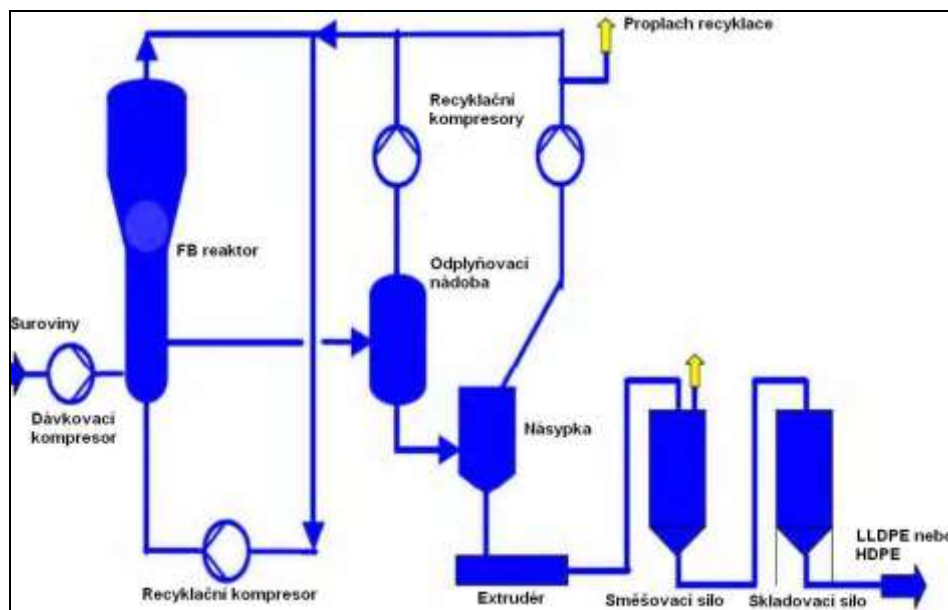 Proplach recyklace
Recyklační
kompresory
FB reaktor
Odplyňovací
nádoba
Suroviny
Dávkovací
kompresor
Násypka
LLDPE nebo
HDPE
Recyklační kompresor
Extrudér
Směšovací silo
Skladovací silo